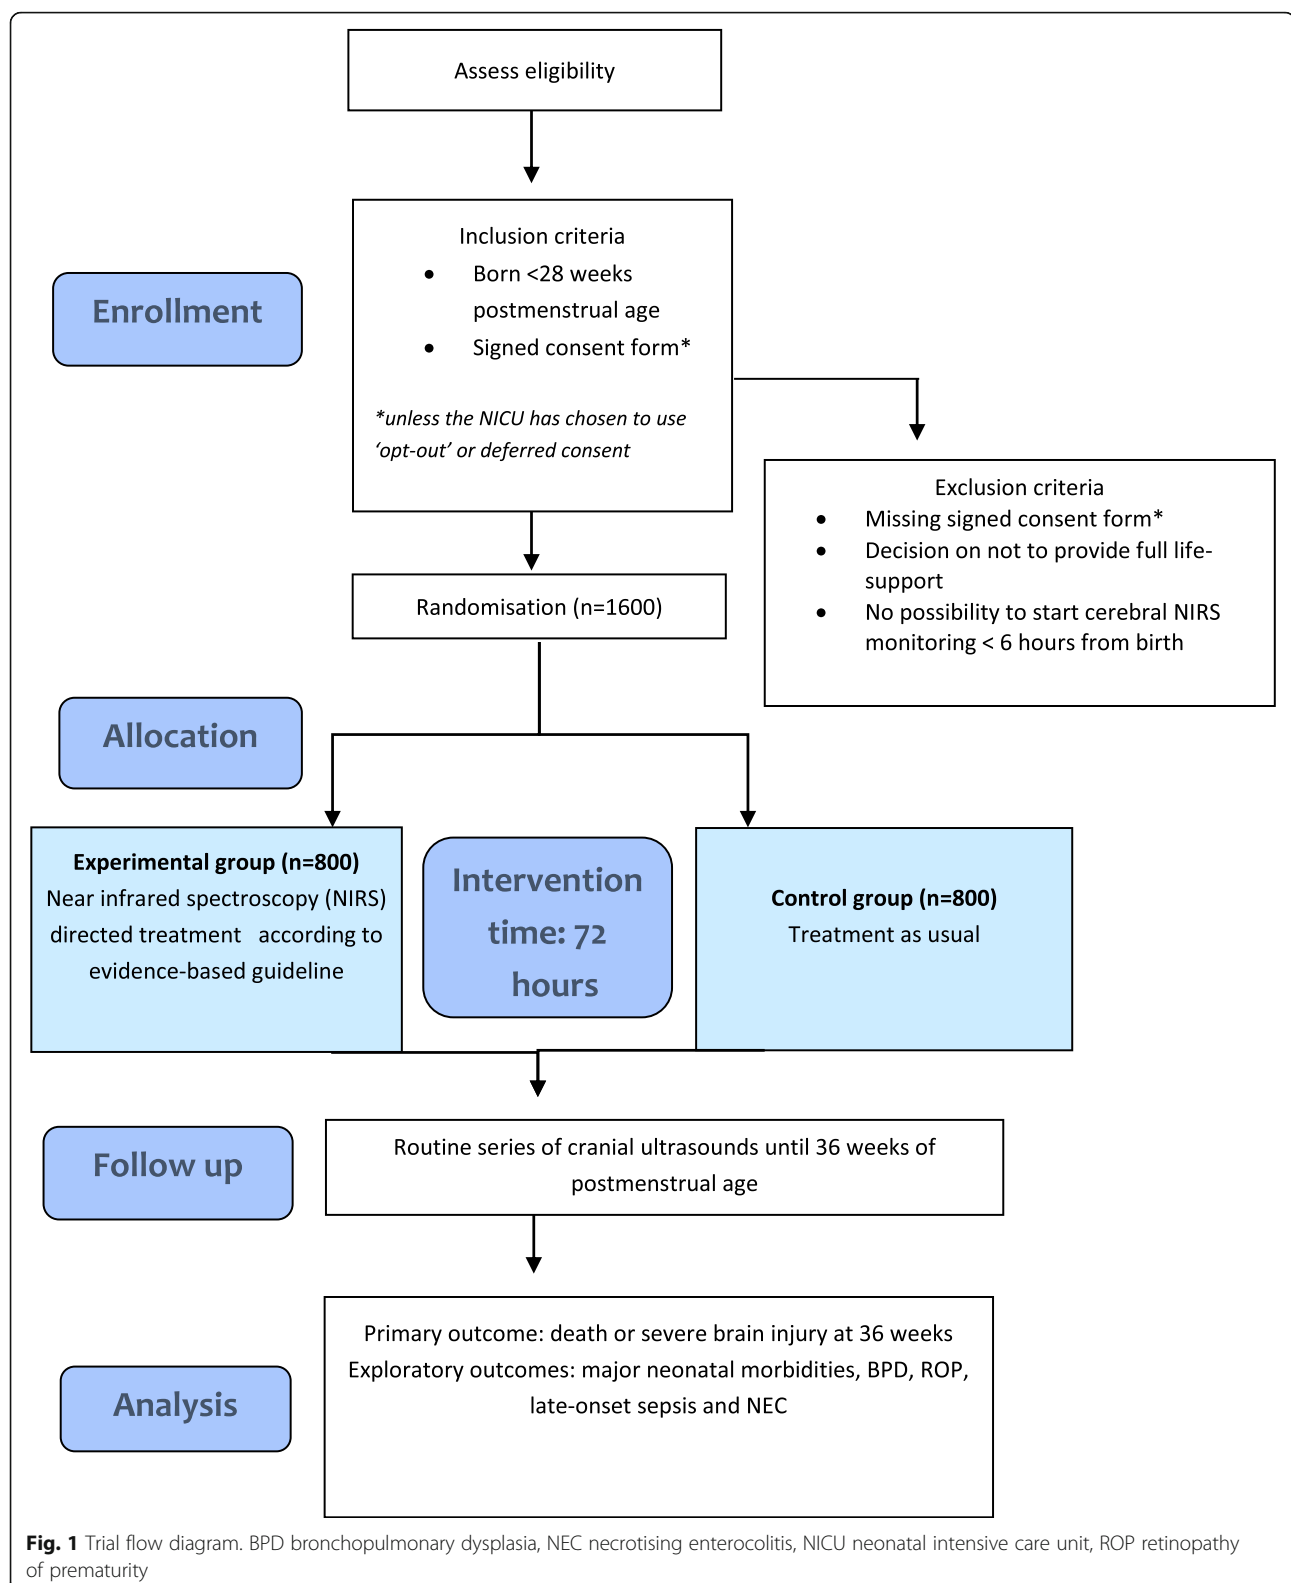 Assess eligibility
Inclusion criteria
• Born <28 weeks
postmenstrual age
• Signed consent form*
*unless the NICU has chosen to use
‘opt-out’ or deferred consent
Enrollment
Exclusion criteria
• Missing signed consent form*
• Decision on not to provide full life-
support
• No possibility to start cerebral NIRS
monitoring < 6 hours from birth
Randomisation (n=1600)
Allocation
Experimental group (n=800)
Near infrared spectroscopy (NIRS)
directed treatment according to
evidence-based guideline
Intervention
time: 72
hours
Control group (n=800)
Treatment as usual
Follow up
Routine series of cranial ultrasounds until 36 weeks of
postmenstrual age
Analysis
Primary outcome: death or severe brain injury at 36 weeks
Exploratory outcomes: major neonatal morbidities, BPD, ROP,
late-onset sepsis and NEC
Fig. 1 Trial flow diagram. BPD bronchopulmonary dysplasia, NEC necrotising enterocolitis, NICU neonatal intensive care unit, ROP retinopathy
of prematurity